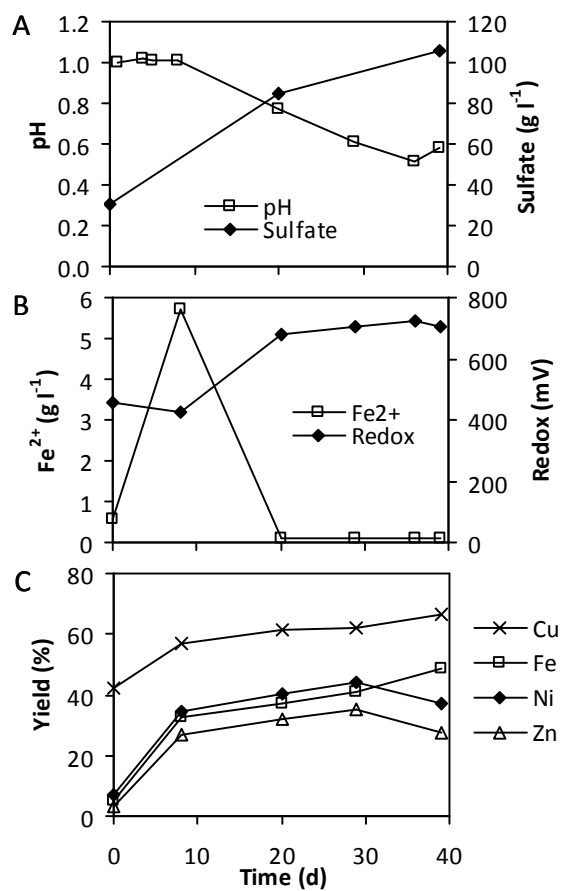 A
1.2
1.0
0.8
0.6
0.4
0.2
0.0
pH
120
100
80
60
40
20
0
Sulfate (g l-1)
pH
Sulfate
B
6
5
4
3
2
1
0
Fe2+ (g l-1)
800
600
400
200
0
Redox (mV)
Fe2+
Redox
C
80
60
40
20
0
Yield (%)
Cu
Fe
Ni
Zn
0 10 20 30 40
Time (d)